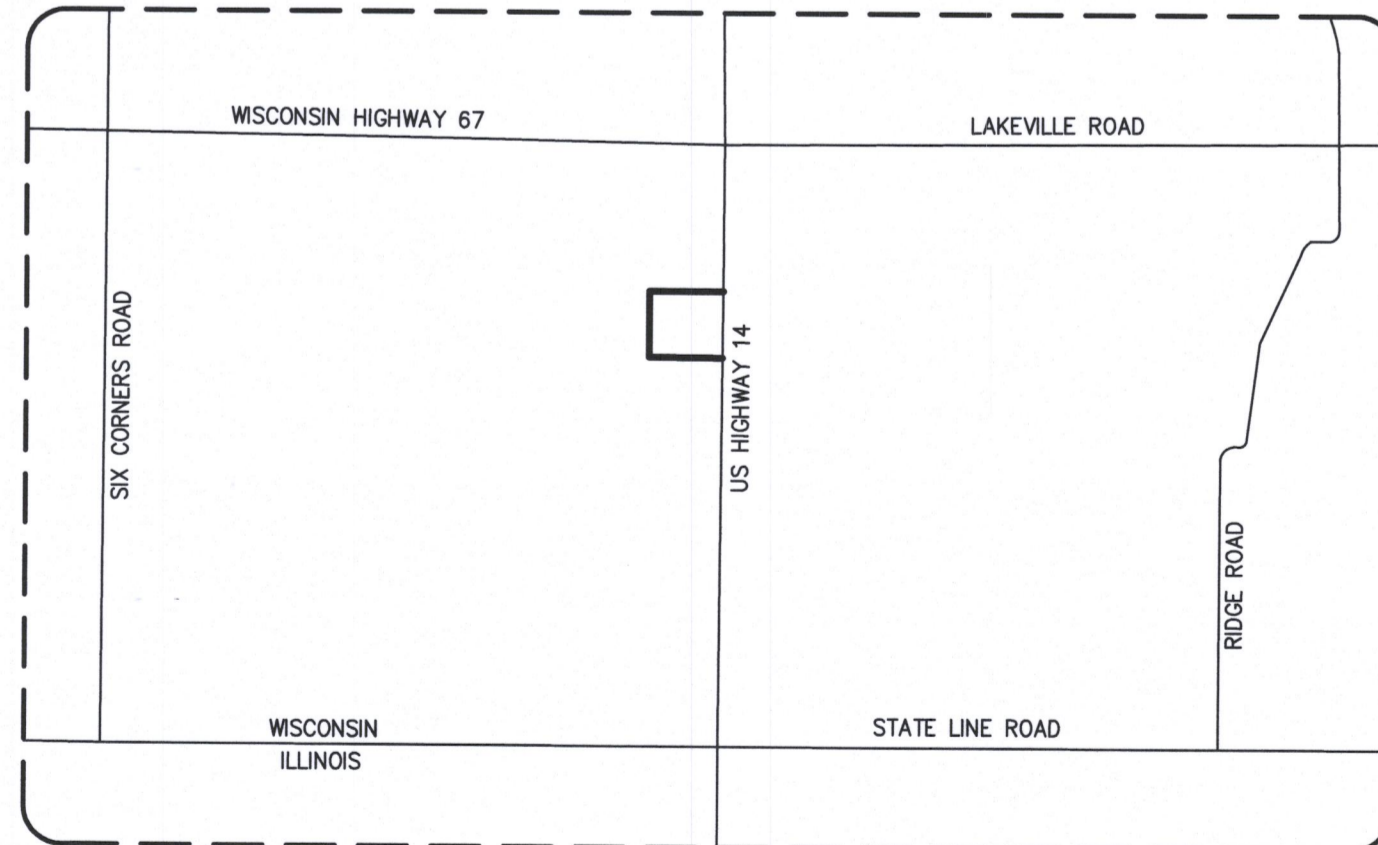 WISCONSIN HIGHWAY 67
LAKEVILLE ROAD
SIX CORNERS ROAD
US HIGHWAY 14
RIDGE ROAD
WISCONSIN
STATE LINE ROAD
ILLINOIS